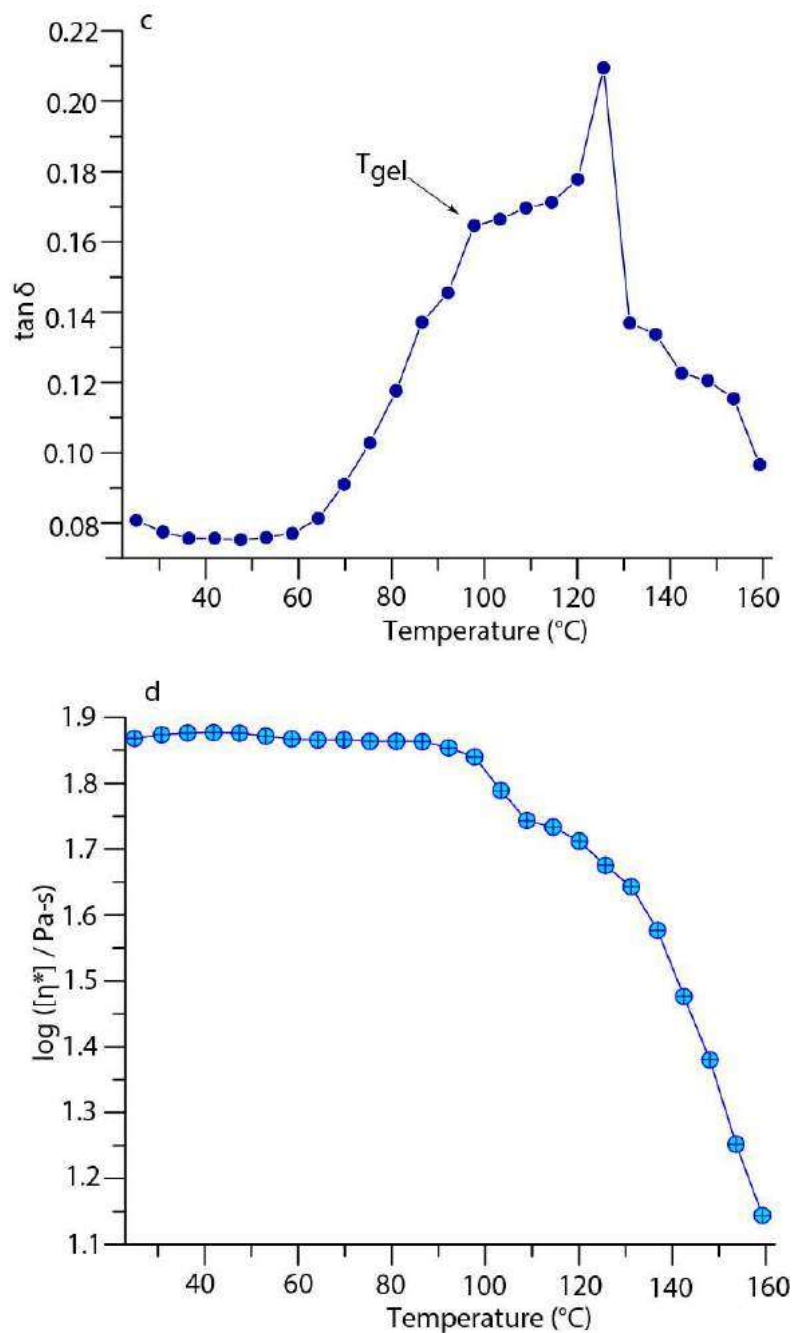 c
0.22
0.20
0.18
0.16
0.14
0.12
0.10
0.08
tan δ
Tgel
40 60 80 100 120 140 160
Temperature (°C)
d
1.9
1.8
1.7
1.6
1.5
1.4
1.3
1.2
1.1
log ([η*] / Pa-s)
40 60 80 100 120 140 160
Temperature (°C)